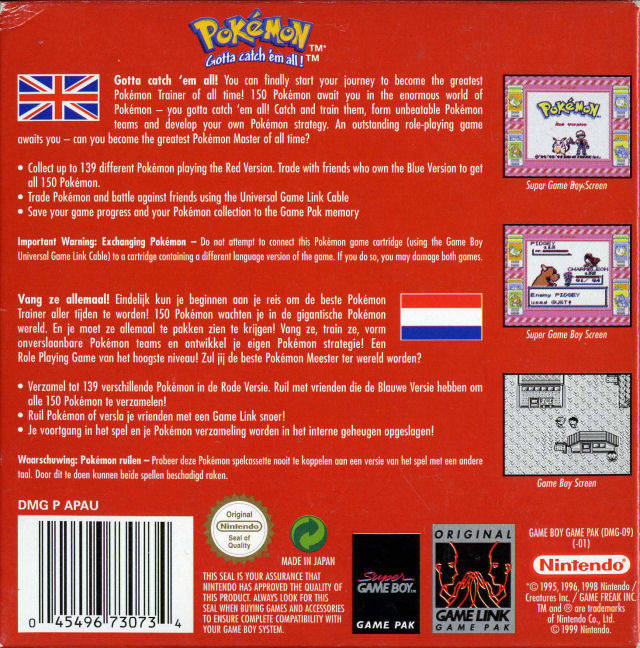 POKéMON
TM*
Gotta catch 'em all! TM
Gotta catch 'em all! You can finally start your journey to become the greatest
Pokémon Trainer of all time! 150 Pokémon await you in the enormous world of
Pokémon – you gotta catch 'em all! Catch and train them, form unbeatable Pokémon
teams and develop your own Pokémon strategy. An outstanding role-playing game
awaits you – can you become the greatest Pokémon Master of all time?
• Collect up to 139 different Pokémon playing the Red Version. Trade with friends who own the Blue Version to get
all 150 Pokémon.
• Trade Pokémon and battle against friends using the Universal Game Link Cable
• Save your game progress and your Pokémon collection to the Game Pak memory
Important Warning: Exchanging Pokémon – Do not attempt to connect this Pokémon game cartridge (using the Game Boy
Universal Game Link Cable) to a cartridge containing a different language version of the game. If you do so, you may damage both games.
Vang ze allemaal! Eindelijk kun je beginnen aan je reis om de beste Pokémon
Trainer aller tijden te worden! 150 Pokémon wachten je in de gigantische Pokémon
wereld. En je moet ze allemaal te pakken zien te krijgen! Vang ze, train ze, vorm
onverslaanbare Pokémon teams en ontwikkel je eigen Pokémon strategie! Een
Role Playing Game van het hoogste niveau! Zul jij de beste Pokémon Meester ter wereld worden?
• Verzamel tot 139 verschillende Pokémon in de Rode Versie. Ruil met vrienden die de Blauwe Versie hebben om
alle 150 Pokémon te verzamelen!
• Ruil Pokémon of versla je vrienden met een Game Link snoer!
• Je voortgang in het spel en je Pokémon verzameling worden in het interne geheugen opgeslagen!
Waarschuwing: Pokémon ruilen – Probeer deze Pokémon spelcassette nooit te koppelen aan een versie van het spel met een andere
taal. Door dit te doen kunnen beide spellen beschadigd raken.
POKéMON
Red Version
Super Game Boy Screen
PIDGEY
CHARMELEON
Enemy PIDGEY
used GUST!
Super Game Boy Screen
Game Boy Screen
DMG P APAU
0 45496 73073 4
Original
Nintendo
Seal of
Quality
MADE IN JAPAN
THIS SEAL IS YOUR ASSURANCE THAT
NINTENDO HAS APPROVED THE QUALITY OF
THIS PRODUCT. ALWAYS LOOK FOR THIS
SEAL WHEN BUYING GAMES AND ACCESSORIES
TO ENSURE COMPLETE COMPATIBILITY WITH
YOUR GAME BOY SYSTEM.
Super
GAME BOY™
GAME PAK
ORIGINAL
GAME LINK
GAME PAK
GAME BOY GAME PAK (DMG-09)
(-01)
Nintendo®
*© 1995, 1996, 1998 Nintendo /
Creatures Inc. / GAME FREAK INC.
TM and ® are trademarks
of Nintendo Co., Ltd.
© 1999 Nintendo.